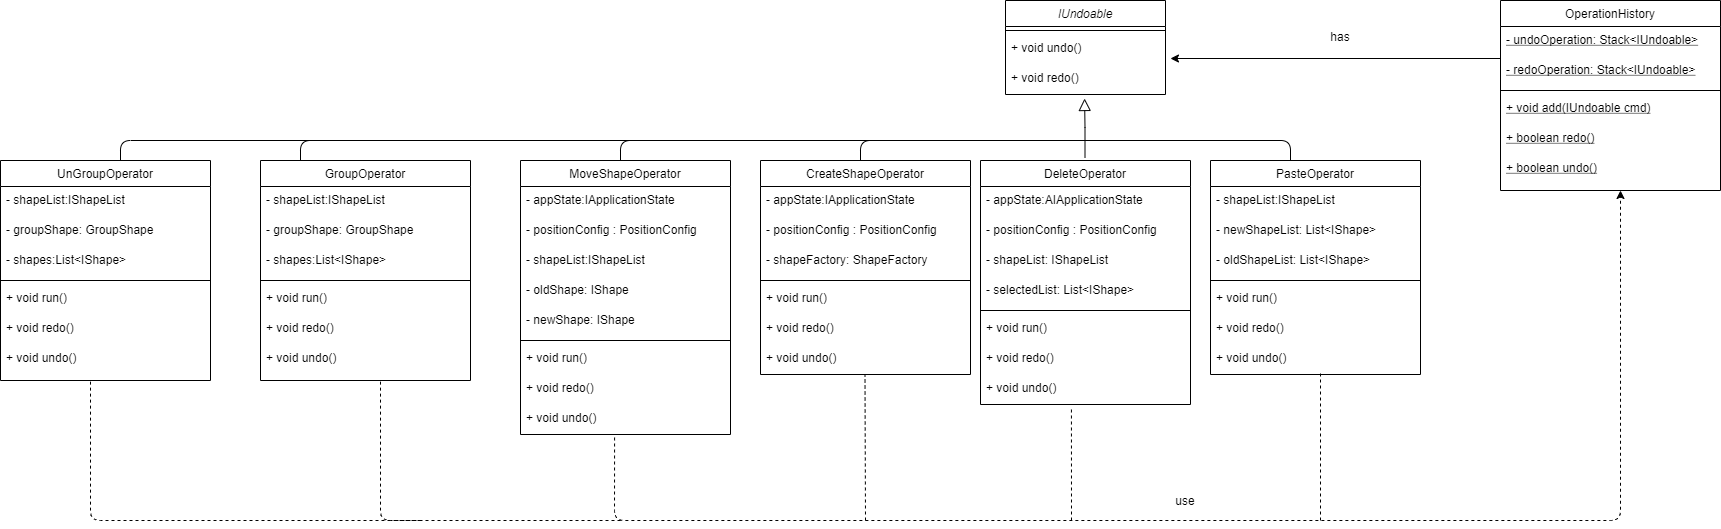 IUndoable
+ void undo()
+ void redo()
has
OperationHistory
- undoOperation: Stack<IUndoable>
- redoOperation: Stack<IUndoable>
+ void add(IUndoable cmd)
+ boolean redo()
+ boolean undo()
UnGroupOperator
- shapeList:IShapeList
- groupShape: GroupShape
- shapes:List<IShape>
+ void run()
+ void redo()
+ void undo()
GroupOperator
- shapeList:IShapeList
- groupShape: GroupShape
- shapes:List<IShape>
+ void run()
+ void redo()
+ void undo()
MoveShapeOperator
- appState:IApplicationState
- positionConfig : PositionConfig
- shapeList:IShapeList
- oldShape: IShape
- newShape: IShape
+ void run()
+ void redo()
+ void undo()
CreateShapeOperator
- appState:IApplicationState
- positionConfig : PositionConfig
- shapeFactory: ShapeFactory
+ void run()
+ void redo()
+ void undo()
DeleteOperator
- appState:AIApplicationState
- positionConfig : PositionConfig
- shapeList: IShapeList
- selectedList: List<IShape>
+ void run()
+ void redo()
+ void undo()
PasteOperator
- shapeList:IShapeList
- newShapeList: List<IShape>
- oldShapeList: List<IShape>
+ void run()
+ void redo()
+ void undo()
use